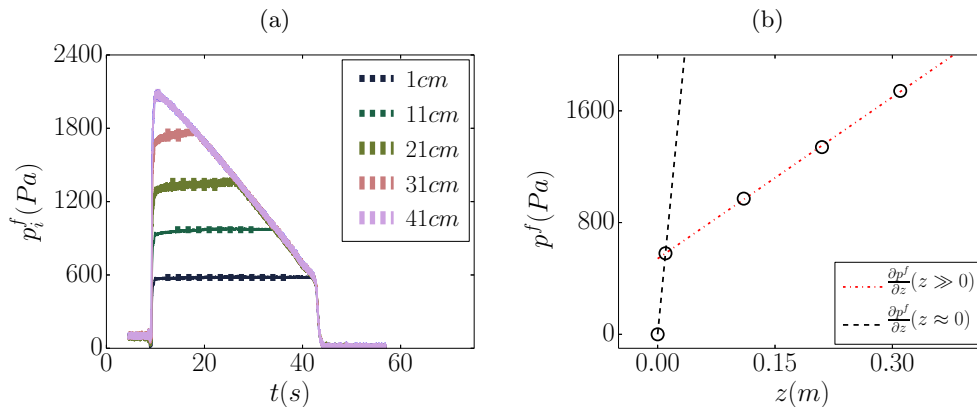 (a)
2400
1800
1200
600
0
p_i^f(Pa)
0 20 40 60
t(s)
1cm
11cm
21cm
31cm
41cm
(b)
1600
800
0
p^f(Pa)
0.00 0.15 0.30
z(m)
∂p^f/∂z (z ≫ 0)
∂p^f/∂z (z ≈ 0)